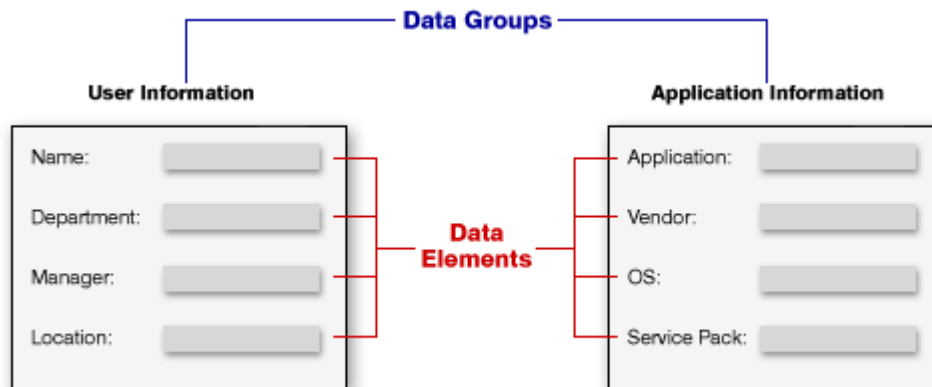 Data Groups
User Information
Application Information
Name:
Department:
Manager:
Location:
Data
Elements
Application:
Vendor:
OS:
Service Pack: